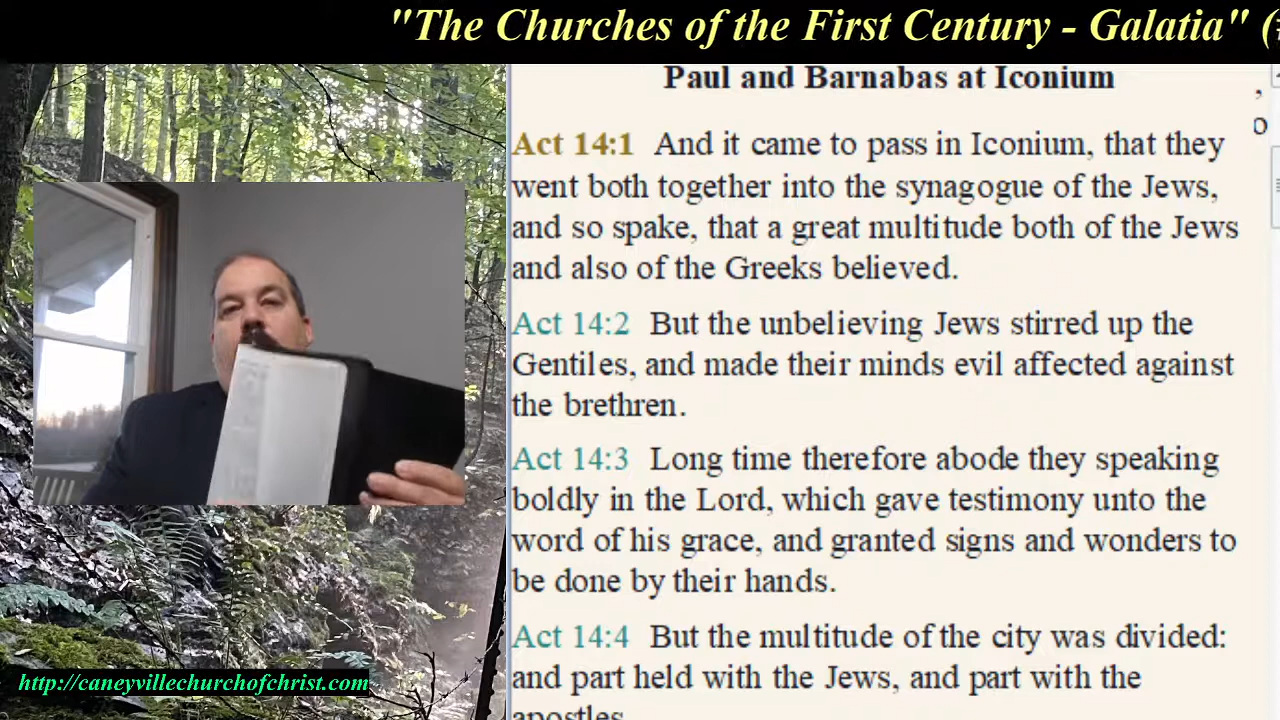 "The Churches of the First Century - Galatia" (
Paul and Barnabas at Iconium
,
o
Act 14:1 And it came to pass in Iconium, that they
went both together into the synagogue of the Jews,
and so spake, that a great multitude both of the Jews
and also of the Greeks believed.
Act 14:2 But the unbelieving Jews stirred up the
Gentiles, and made their minds evil affected against
the brethren.
Act 14:3 Long time therefore abode they speaking
boldly in the Lord, which gave testimony unto the
word of his grace, and granted signs and wonders to
be done by their hands.
Act 14:4 But the multitude of the city was divided:
and part held with the Jews, and part with the
apostles.
http://caneyvillechurchofchrist.com